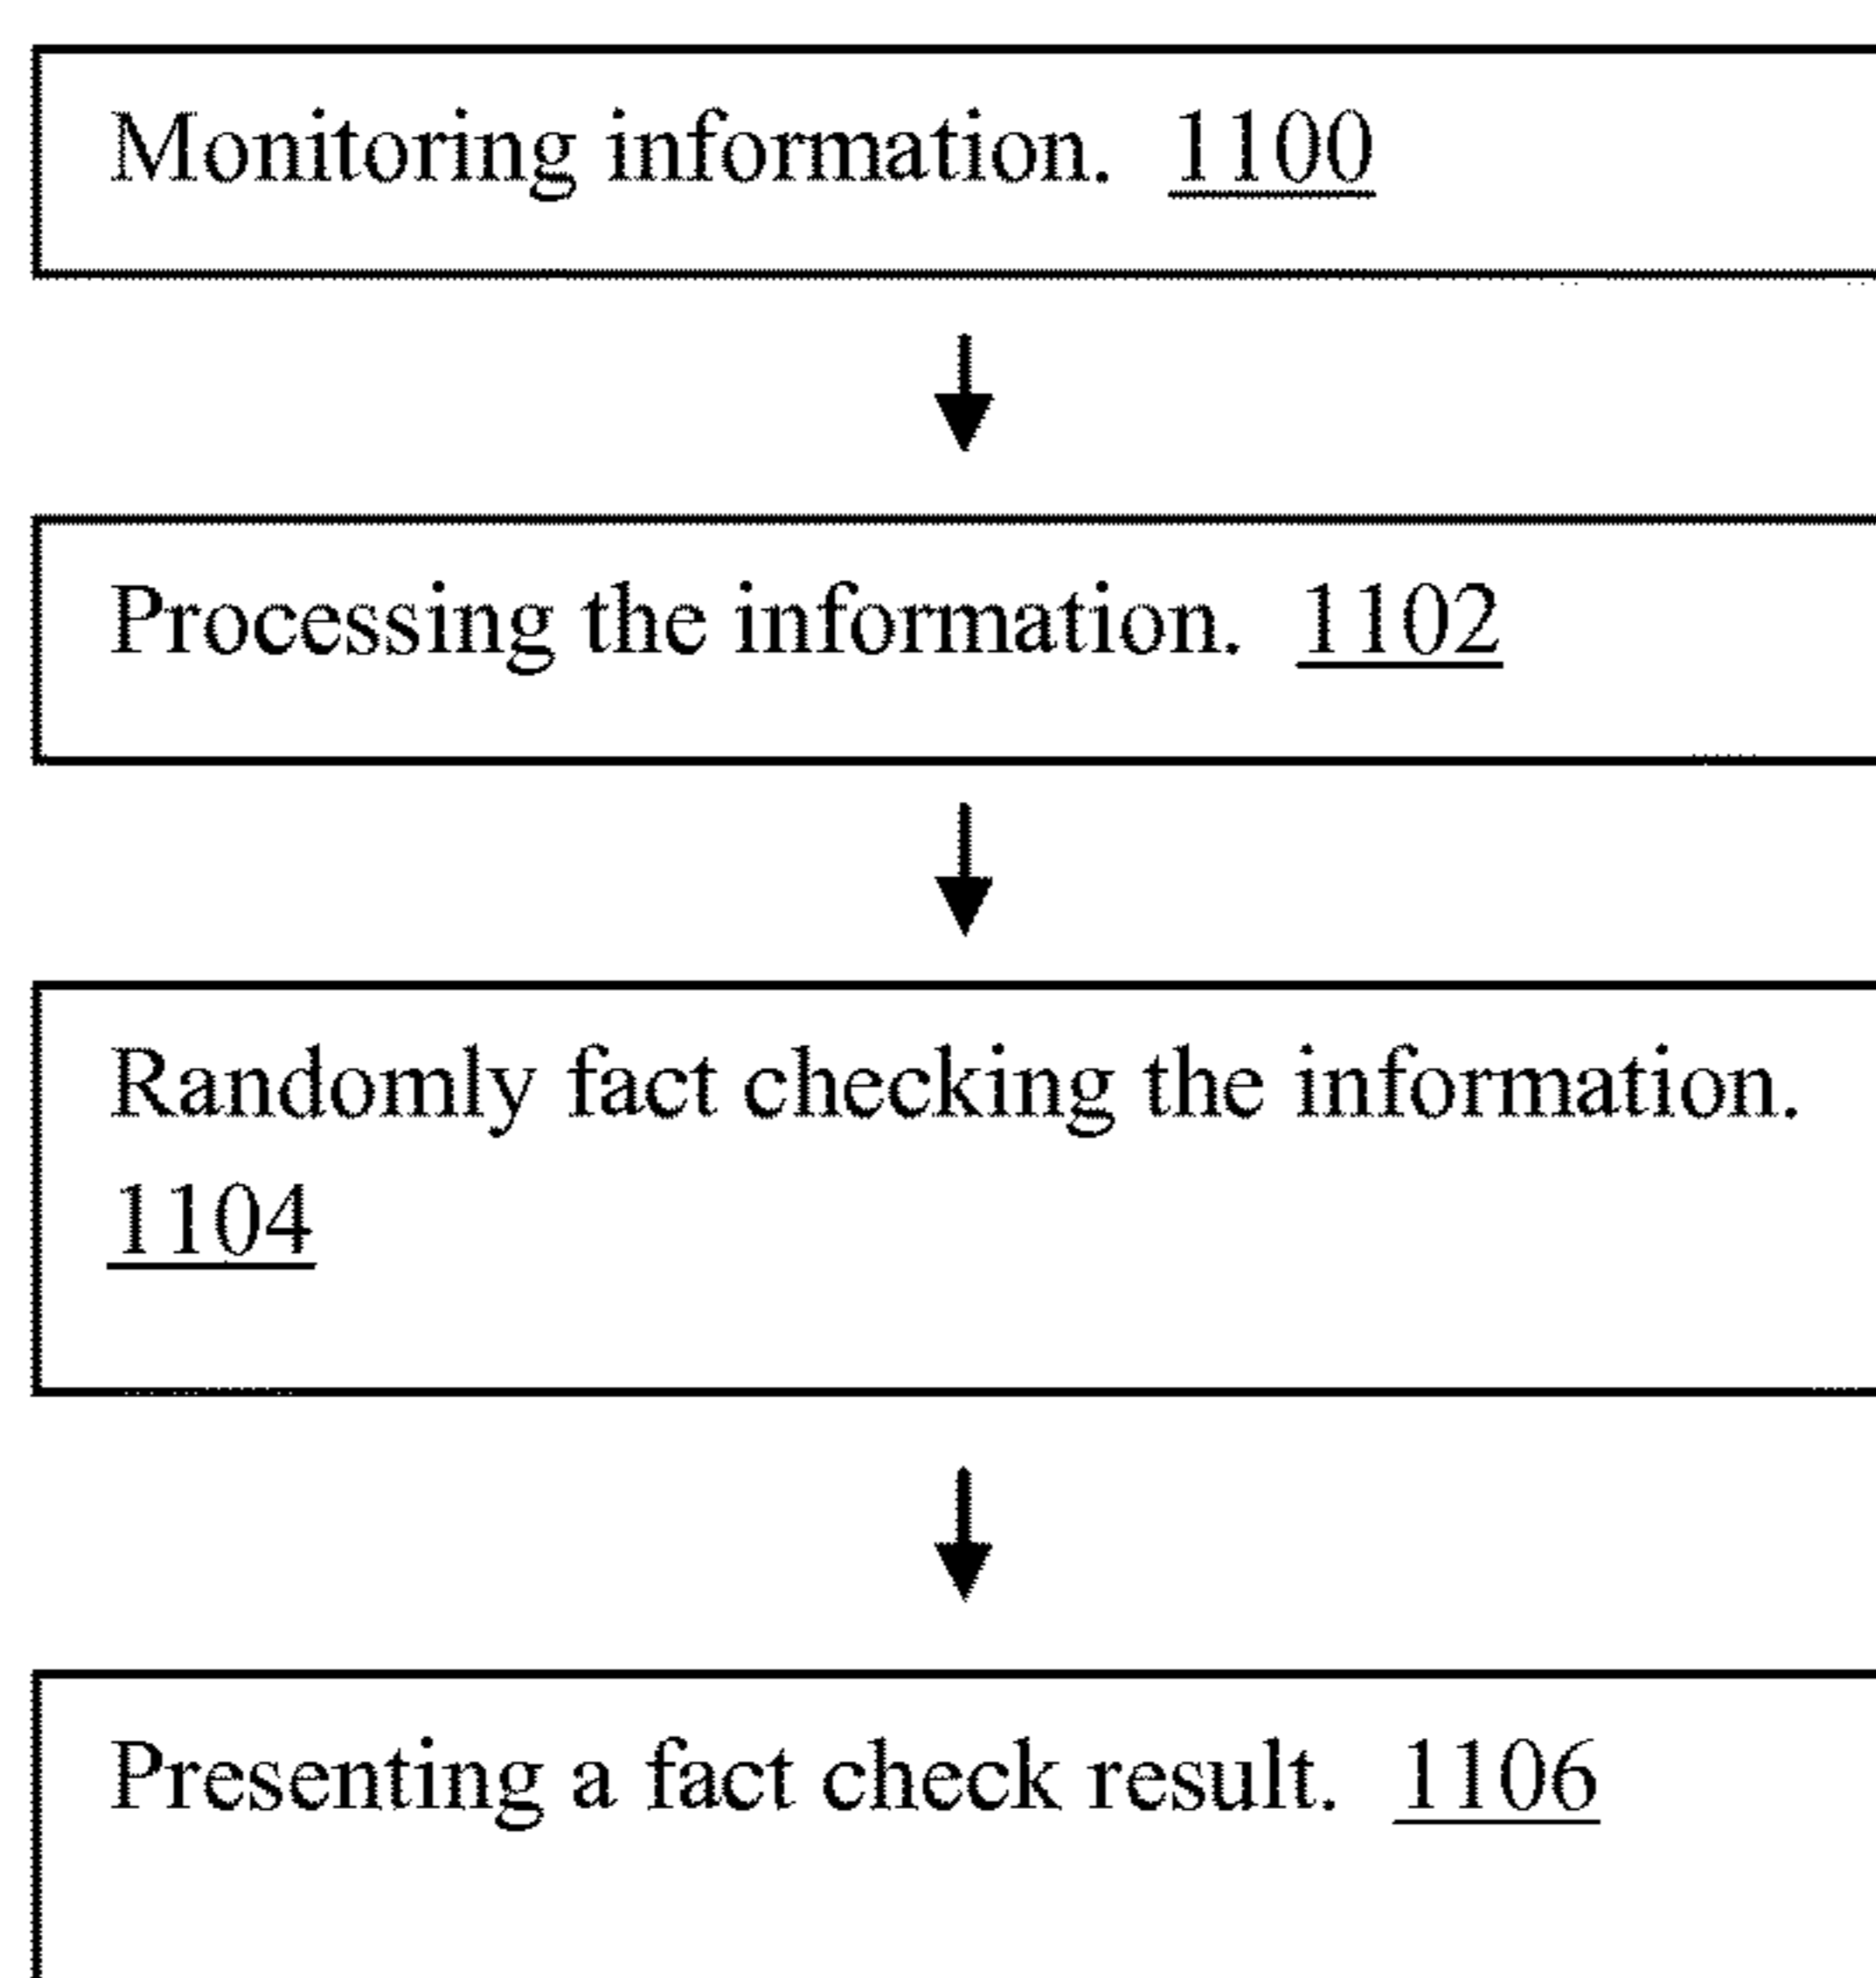 Monitoring information. 1100
Processing the information. 1102
Randomly fact checking the information.
1104
Presenting a fact check result. 1106